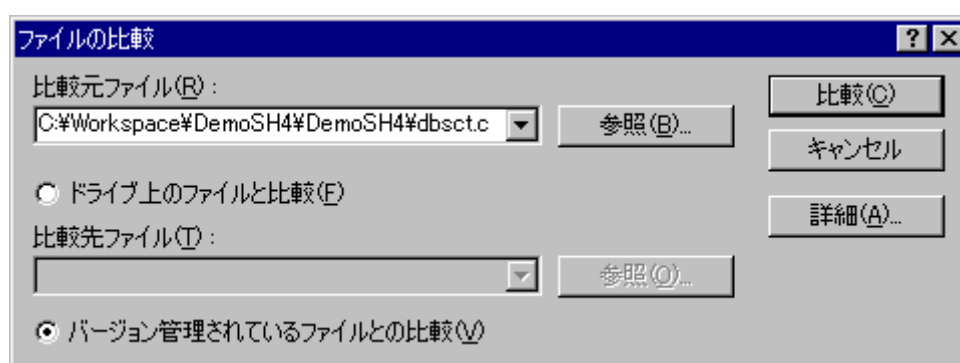 ファイルの比較
比較元ファイル(R):
C:¥Workspace¥DemoSH4¥DemoSH4¥dbsct.c
参照(B)...
比較(C)
キャンセル
ドライブ上のファイルと比較(F)
詳細(A)...
比較先ファイル(T):
参照(O)...
バージョン管理されているファイルとの比較(V)